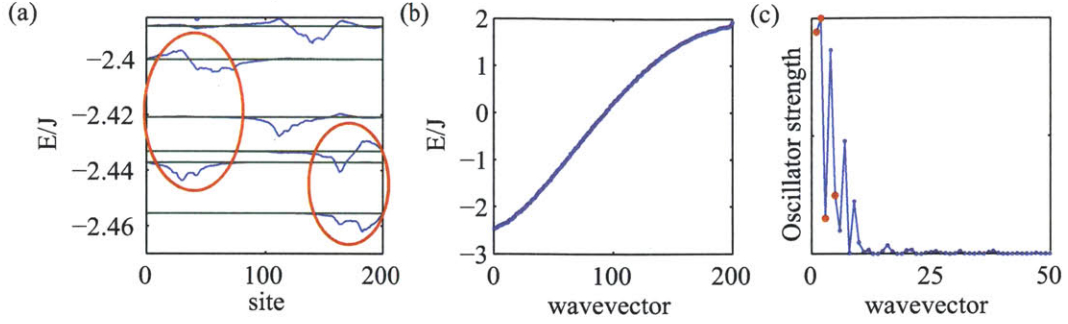 (a)
E/J
−2.4
−2.42
−2.44
−2.46
0
100
200
site
(b)
E/J
2
1
0
−1
−2
−3
0
100
200
wavevector
(c)
Oscillator strength
0
25
50
wavevector